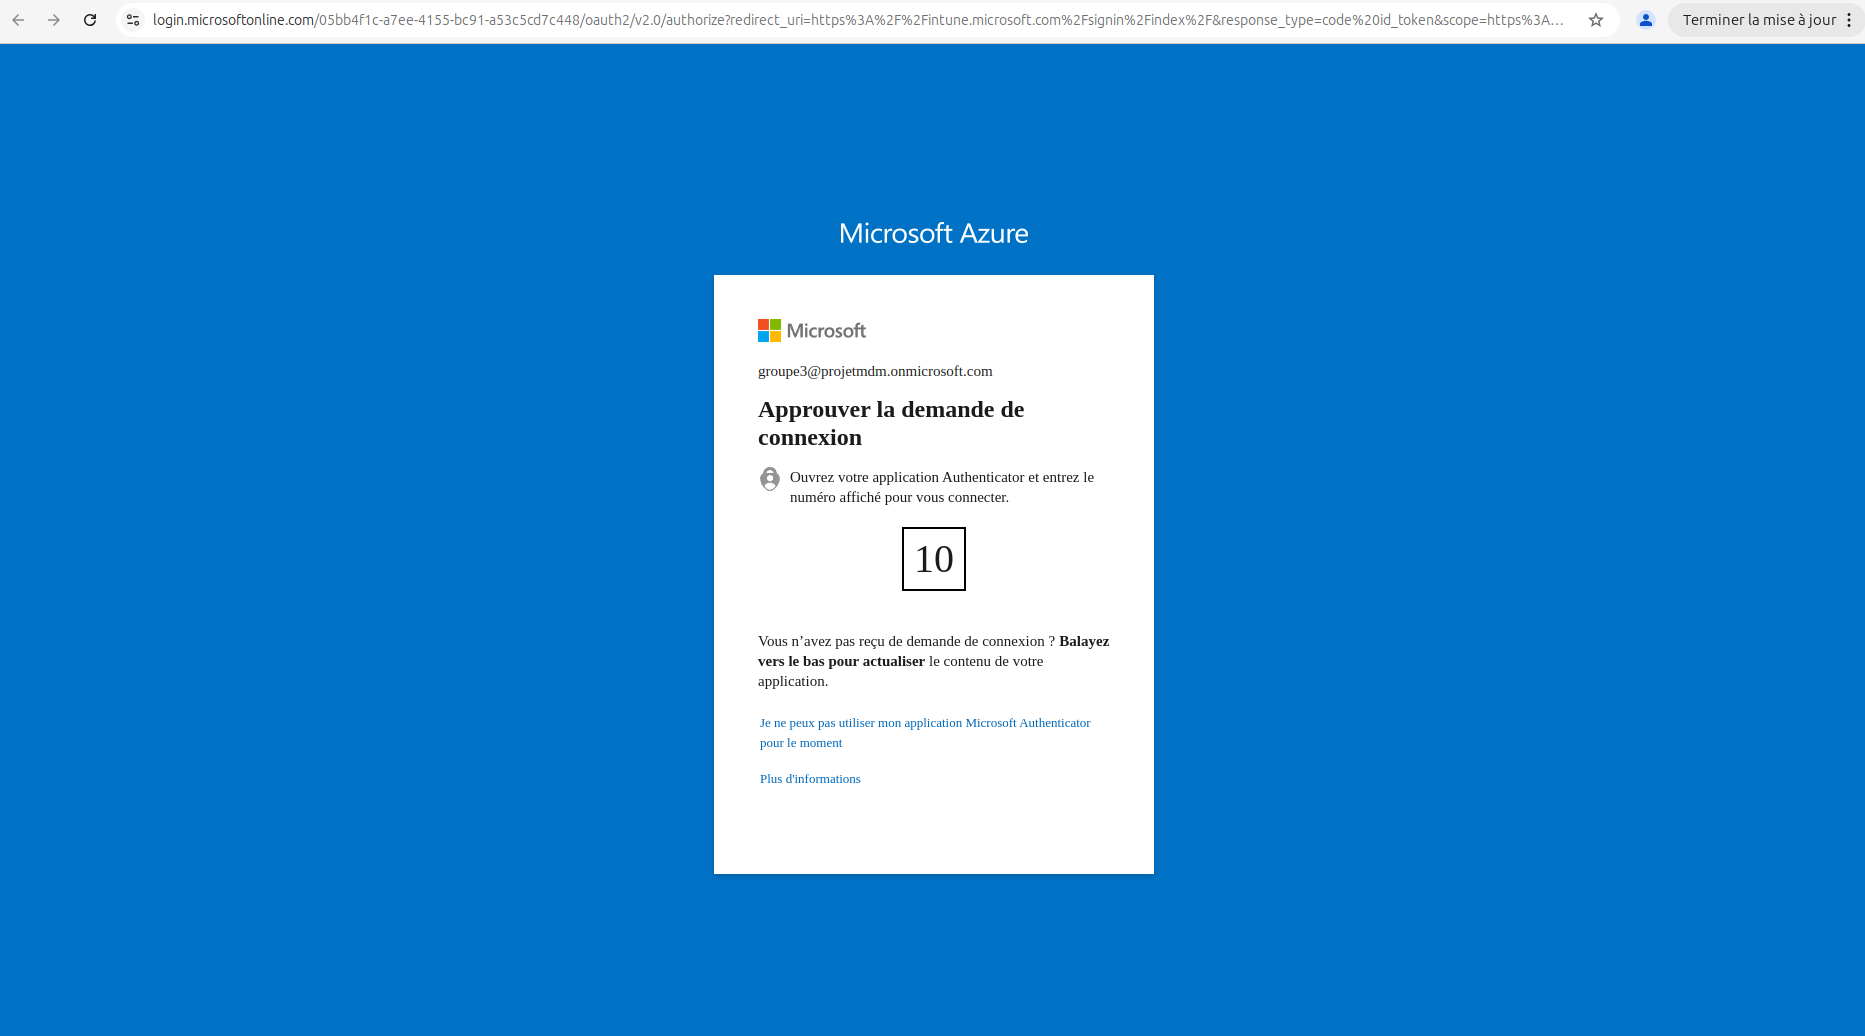 login.microsoftonline.com/05bb4f1c-a7ee-4155-bc91-a53c5cd7c448/oauth2/v2.0/authorize?redirect_uri=https%3A%2F%2Fintune.microsoft.com%2Fsignin%2Findex%2F&response_type=code%20id_token&scope=https%3A...
Terminer la mise à jour
Microsoft Azure
Microsoft
groupe3@projetmdm.onmicrosoft.com
Approuver la demande de
connexion
Ouvrez votre application Authenticator et entrez le
numéro affiché pour vous connecter.
10
Vous n’avez pas reçu de demande de connexion ? Balayez
vers le bas pour actualiser le contenu de votre
application.
Je ne peux pas utiliser mon application Microsoft Authenticator
pour le moment
Plus d'informations